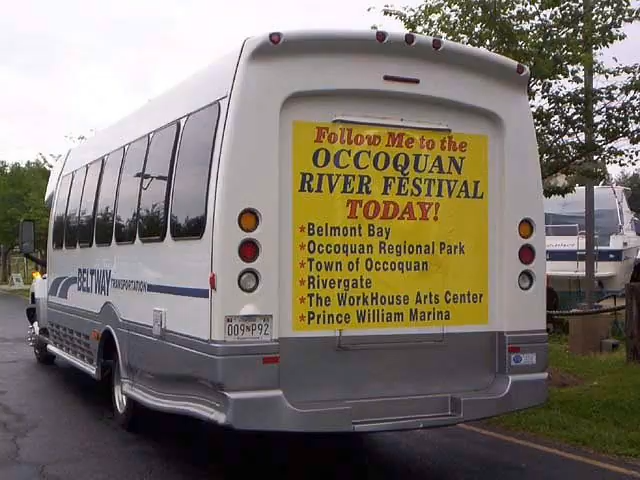 Follow Me to the
OCCOQUAN
RIVER FESTIVAL
TODAY!
*Belmont Bay
*Occoquan Regional Park
*Town of Occoquan
*Rivergate
*The WorkHouse Arts Center
*Prince William Marina
BELTWAY TRANSPORTATION
009 P92